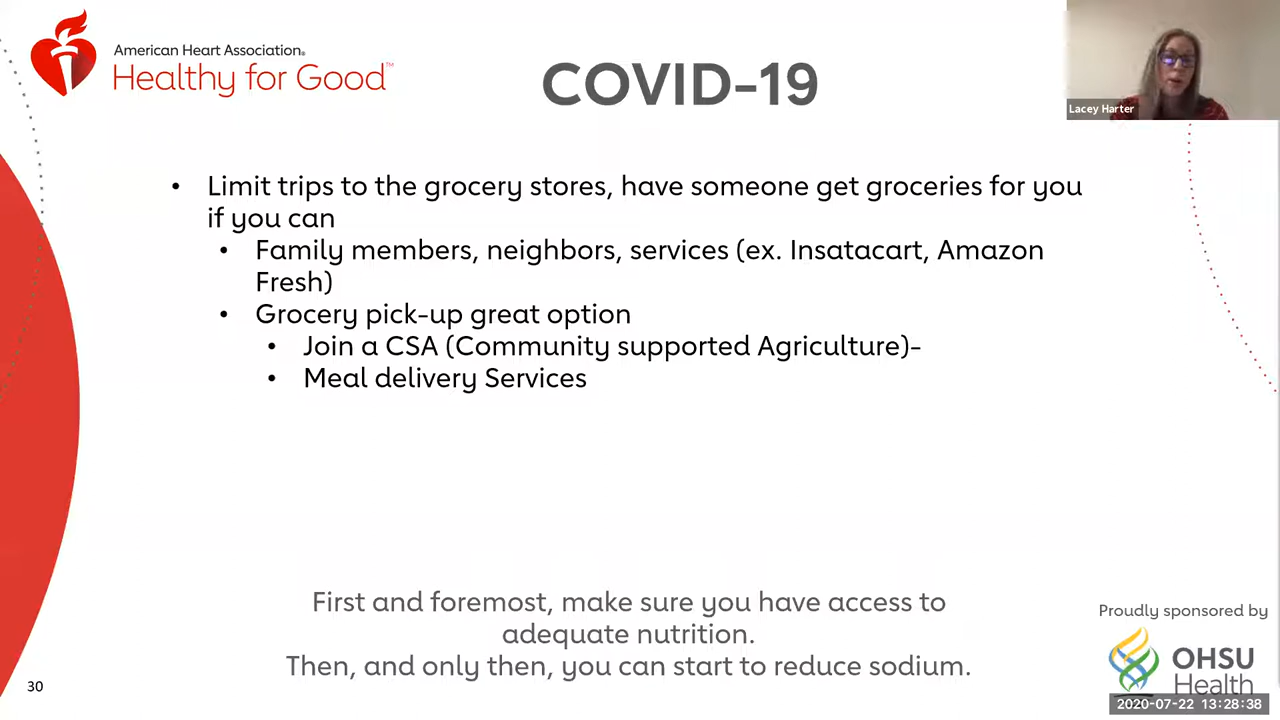 American Heart Association®
Healthy for Good™
COVID-19
Lacey Harter
• Limit trips to the grocery stores, have someone get groceries for you
if you can
• Family members, neighbors, services (ex. Insatacart, Amazon
Fresh)
• Grocery pick-up great option
• Join a CSA (Community supported Agriculture)-
• Meal delivery Services
First and foremost, make sure you have access to
adequate nutrition.
Then, and only then, you can start to reduce sodium.
30
Proudly sponsored by
OHSU
Health
2020-07-22 13:28:38